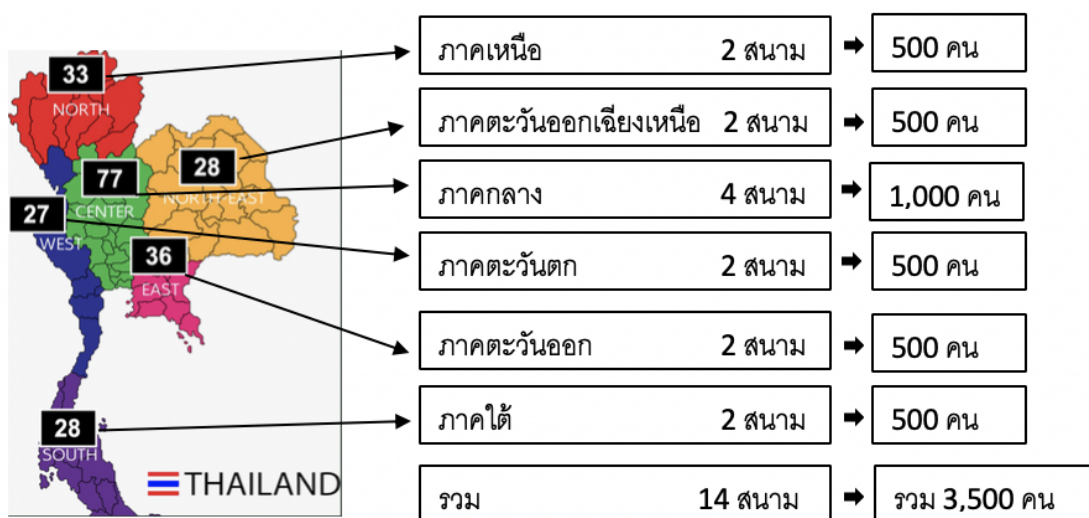 33
NORTH
77
CENTER
28
NORTH-EAST
27
WEST
36
EAST
28
SOUTH
THAILAND
ภาคเหนือ 2 สนาม ➡ 500 คน
ภาคตะวันออกเฉียงเหนือ 2 สนาม ➡ 500 คน
ภาคกลาง 4 สนาม ➡ 1,000 คน
ภาคตะวันตก 2 สนาม ➡ 500 คน
ภาคตะวันออก 2 สนาม ➡ 500 คน
ภาคใต้ 2 สนาม ➡ 500 คน
รวม 14 สนาม ➡ รวม 3,500 คน